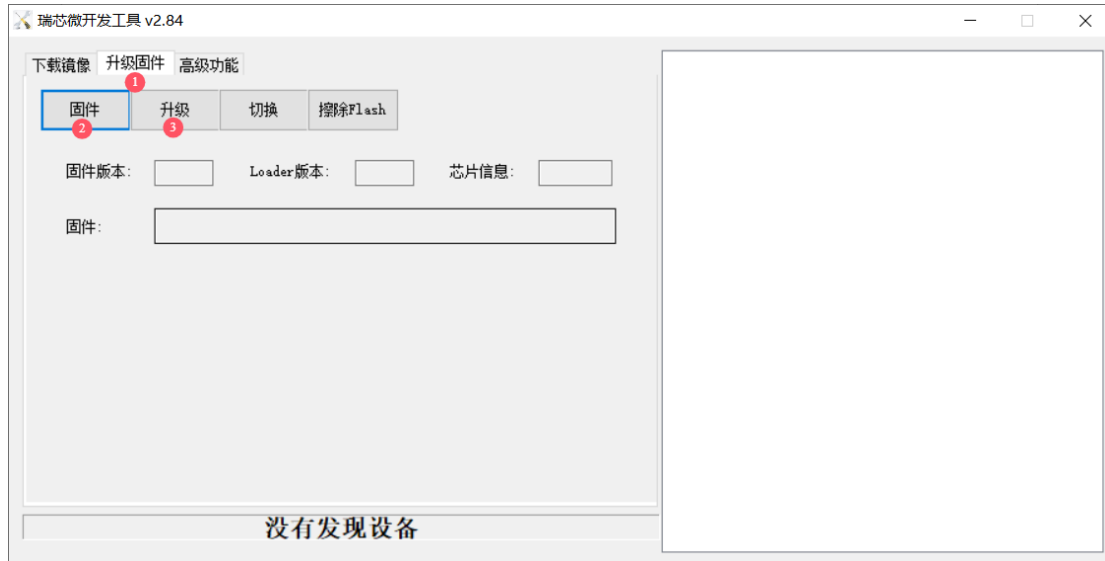 瑞芯微开发工具 v2.84
下载镜像 升级固件 高级功能
1
固件 升级 切换 擦除Flash
2 3
固件版本: Loader版本: 芯片信息:
固件:
没有发现设备